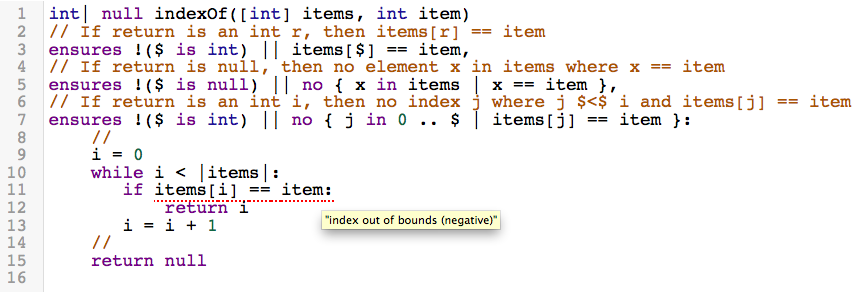 1 int| null indexOf([int] items, int item)
2 // If return is an int r, then items[r] == item
3 ensures !($ is int) || items[$] == item,
4 // If return is null, then no element x in items where x == item
5 ensures !($ is null) || no { x in items | x == item },
6 // If return is an int i, then no index j where j $<$ i and items[j] == item
7 ensures !($ is int) || no { j in 0 .. $ | items[j] == item }:
8 //
9 i = 0
10 while i < |items|:
11 if items[i] == item:
12 return i
"index out of bounds (negative)"
13 i = i + 1
14 //
15 return null
16